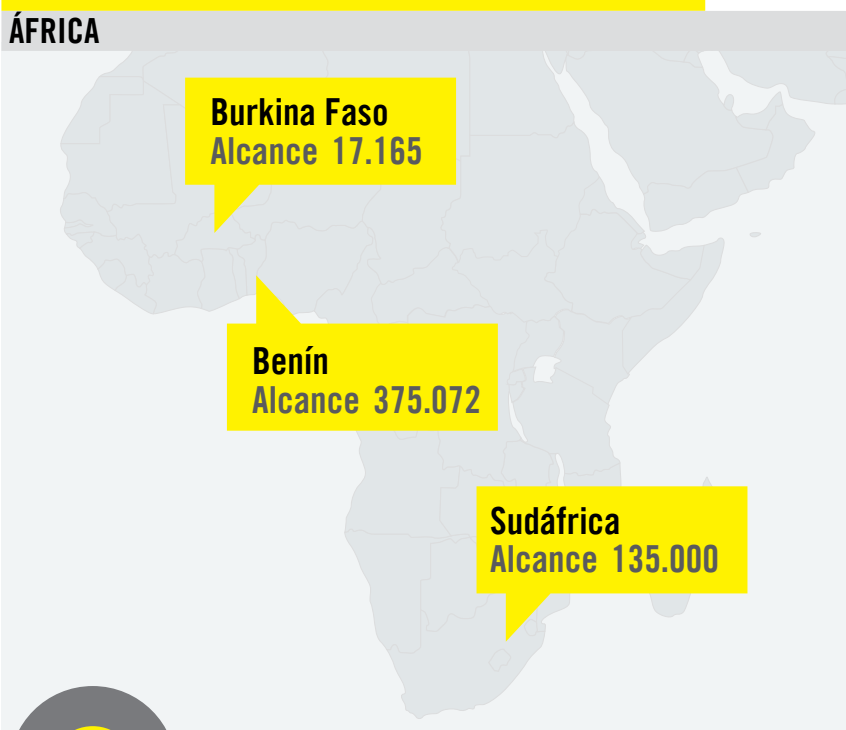 ÁFRICA
Burkina Faso
Alcance 17.165
Benín
Alcance 375.072
Sudáfrica
Alcance 135.000